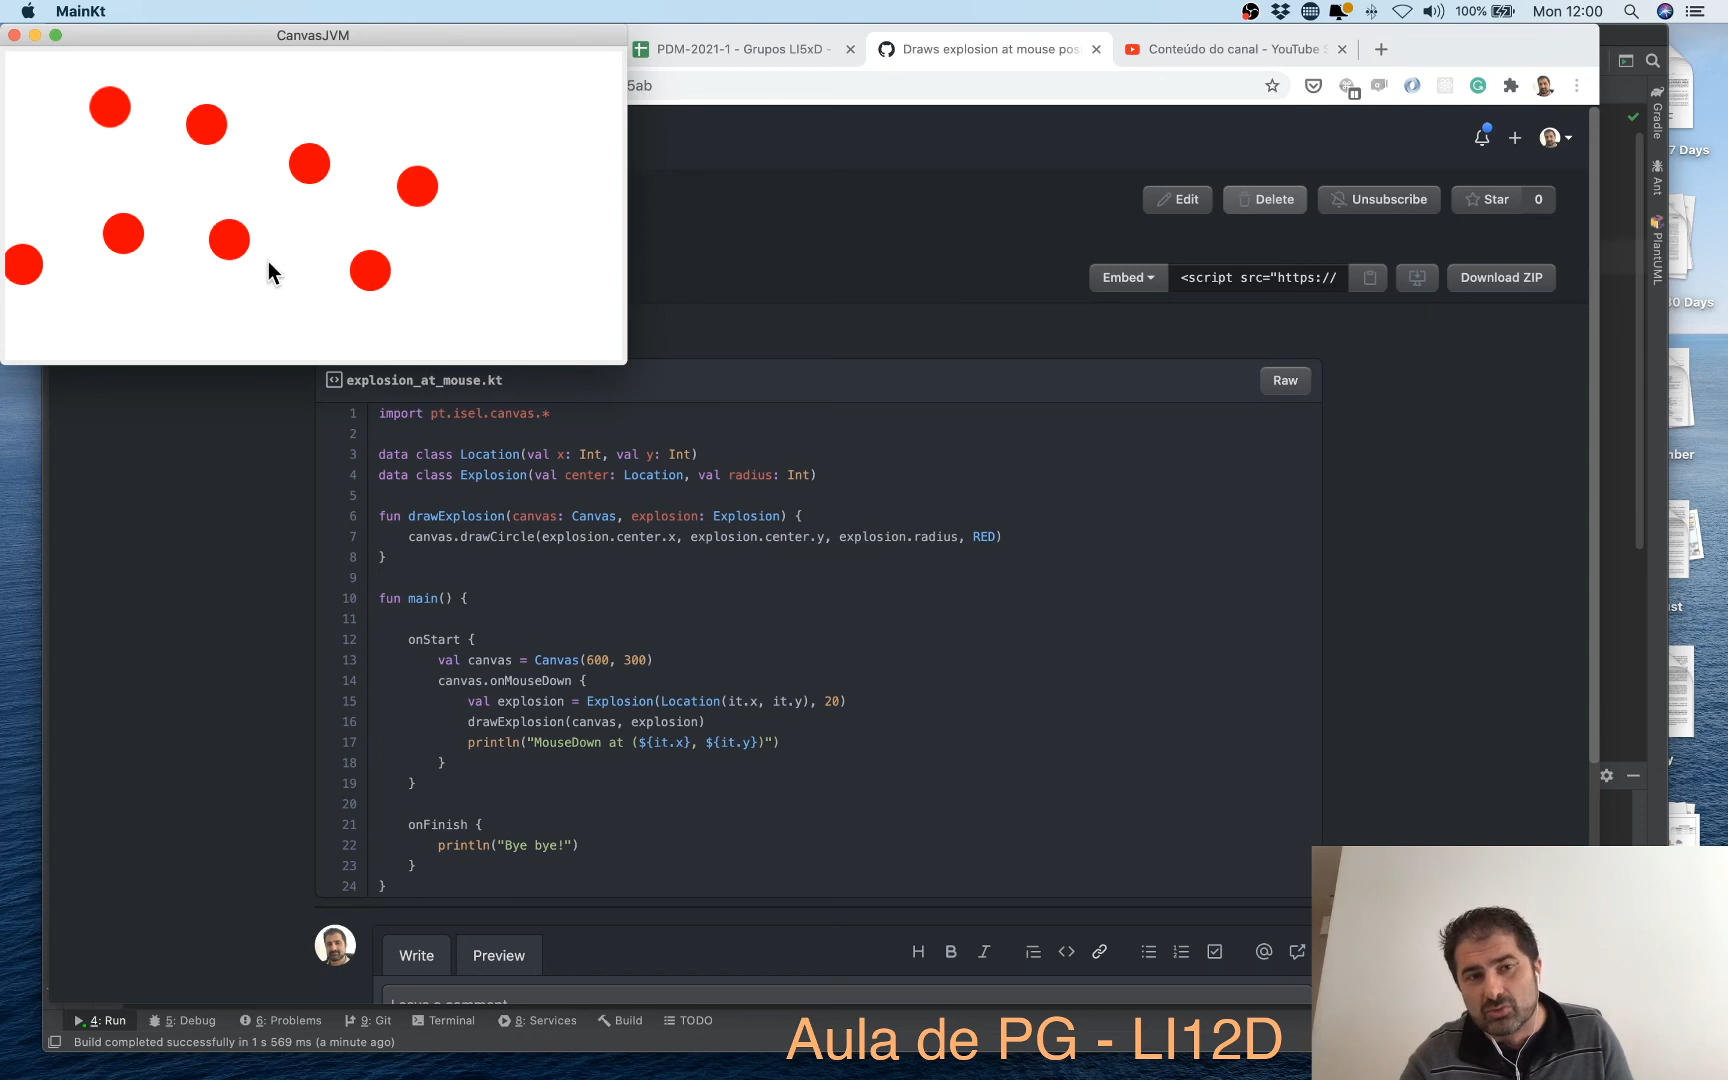 MainKt
100%
Mon 12:00
CanvasJVM
PDM-2021-1 - Grupos LI5xD -
Draws explosion at mouse pos
Conteúdo do canal - YouTube S
5ab
Gradle
Ant
PlantUML
7 Days
30 Days
mber
ust
y
Edit
Delete
Unsubscribe
Star
0
Embed
<script src="https://
Download ZIP
explosion_at_mouse.kt
Raw
1 import pt.isel.canvas.*
2
3 data class Location(val x: Int, val y: Int)
4 data class Explosion(val center: Location, val radius: Int)
5
6 fun drawExplosion(canvas: Canvas, explosion: Explosion) {
7 canvas.drawCircle(explosion.center.x, explosion.center.y, explosion.radius, RED)
8 }
9
10 fun main() {
11
12 onStart {
13 val canvas = Canvas(600, 300)
14 canvas.onMouseDown {
15 val explosion = Explosion(Location(it.x, it.y), 20)
16 drawExplosion(canvas, explosion)
17 println("MouseDown at (${it.x}, ${it.y})")
18 }
19 }
20
21 onFinish {
22 println("Bye bye!")
23 }
24 }
Write
Preview
Leave a comment
4: Run
5: Debug
6: Problems
9: Git
Terminal
8: Services
Build
TODO
Build completed successfully in 1 s 569 ms (a minute ago)
Aula de PG - LI12D